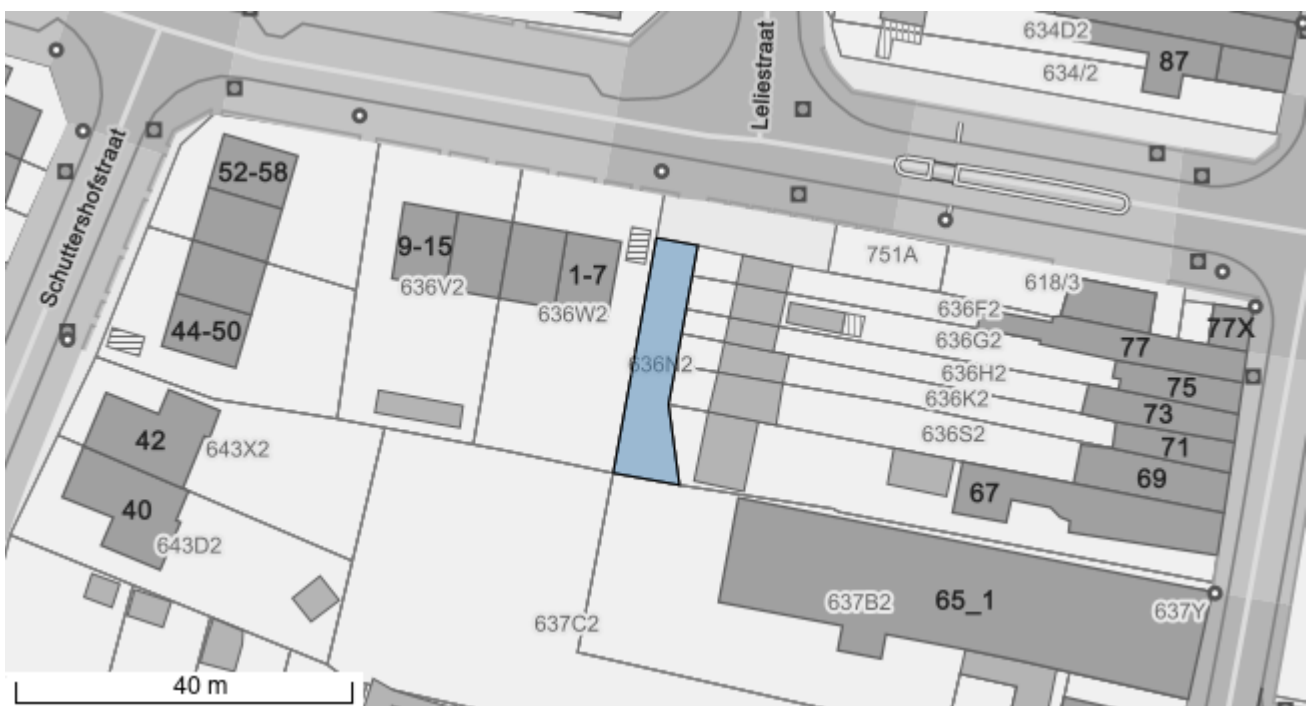 634D2
87
634/2
Leliestraat
52-58
Schuttershofstraat
9-15
636V2
1-7
636W2
44-50
751A
618/3
636F2
636G2
77
77X
636N2
636H2
75
636K2
73
636S2
71
69
42
643X2
67
40
643D2
637B2
65_1
637Y
637C2
40 m